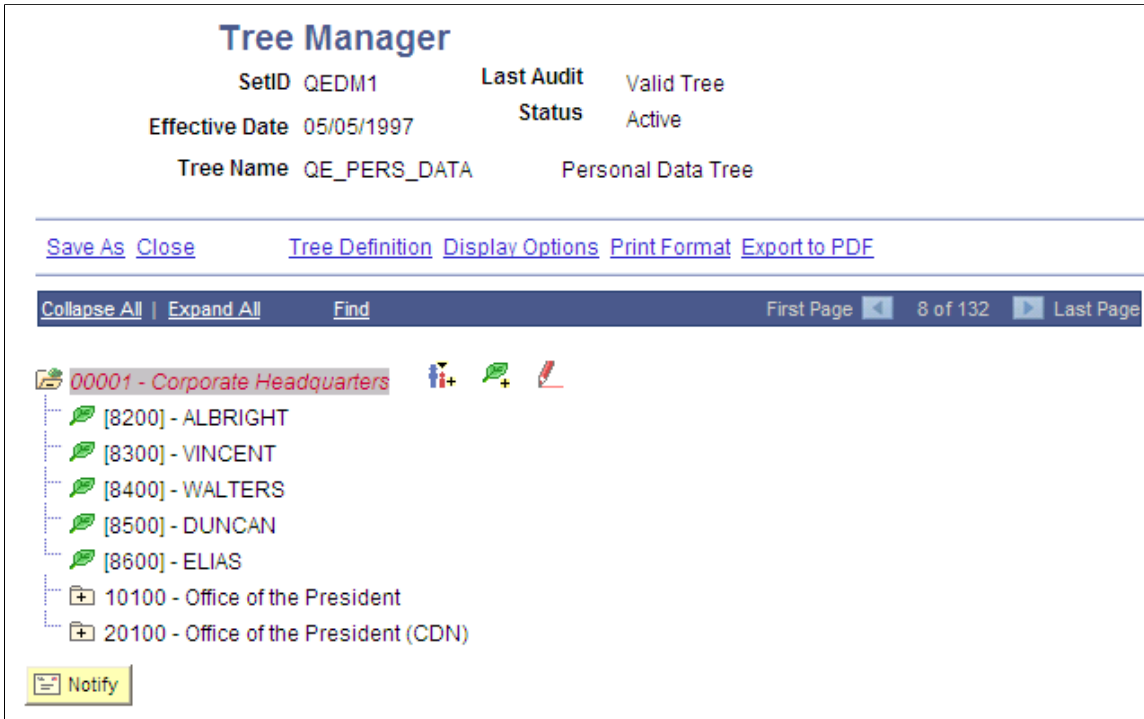 Tree Manager
SetID QEDM1 Last Audit Valid Tree
Effective Date 05/05/1997 Status Active
Tree Name QE_PERS_DATA Personal Data Tree
Save As Close Tree Definition Display Options Print Format Export to PDF
Collapse All | Expand All Find First Page 8 of 132 Last Page
00001 - Corporate Headquarters
[8200] - ALBRIGHT
[8300] - VINCENT
[8400] - WALTERS
[8500] - DUNCAN
[8600] - ELIAS
10100 - Office of the President
20100 - Office of the President (CDN)
Notify